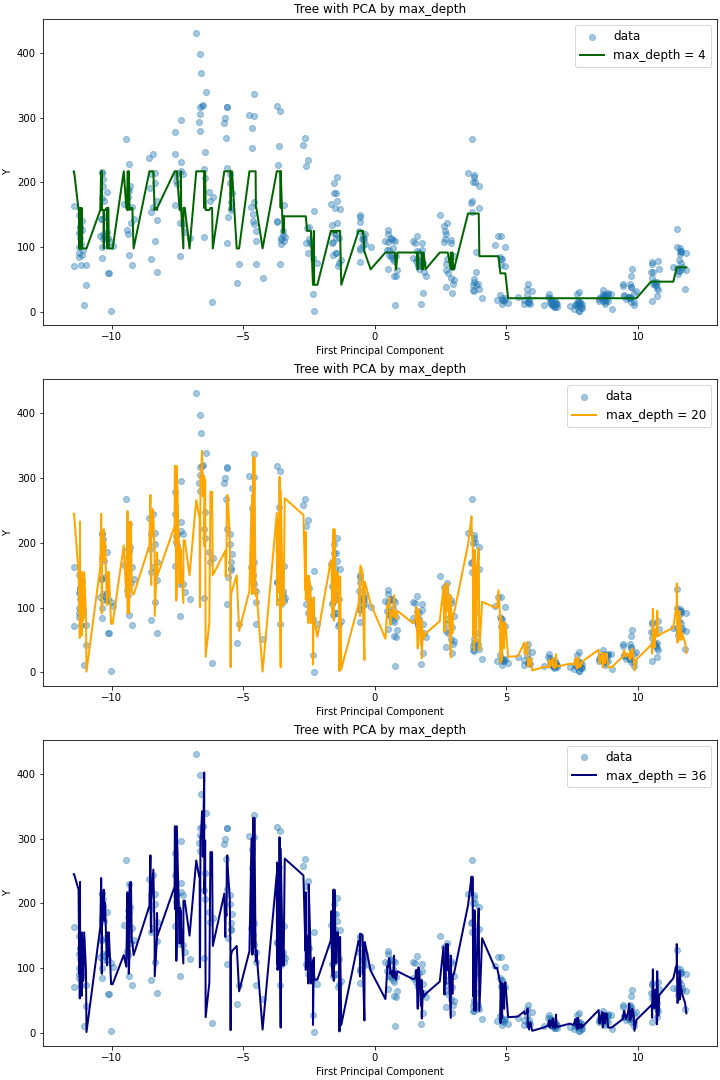 Tree with PCA by max_depth
data
max_depth = 4
400
300
200
100
0
Y
−10
−5
0
5
10
First Principal Component
Tree with PCA by max_depth
data
max_depth = 20
400
300
200
100
0
Y
−10
−5
0
5
10
First Principal Component
Tree with PCA by max_depth
data
max_depth = 36
400
300
200
100
0
Y
−10
−5
0
5
10
First Principal Component